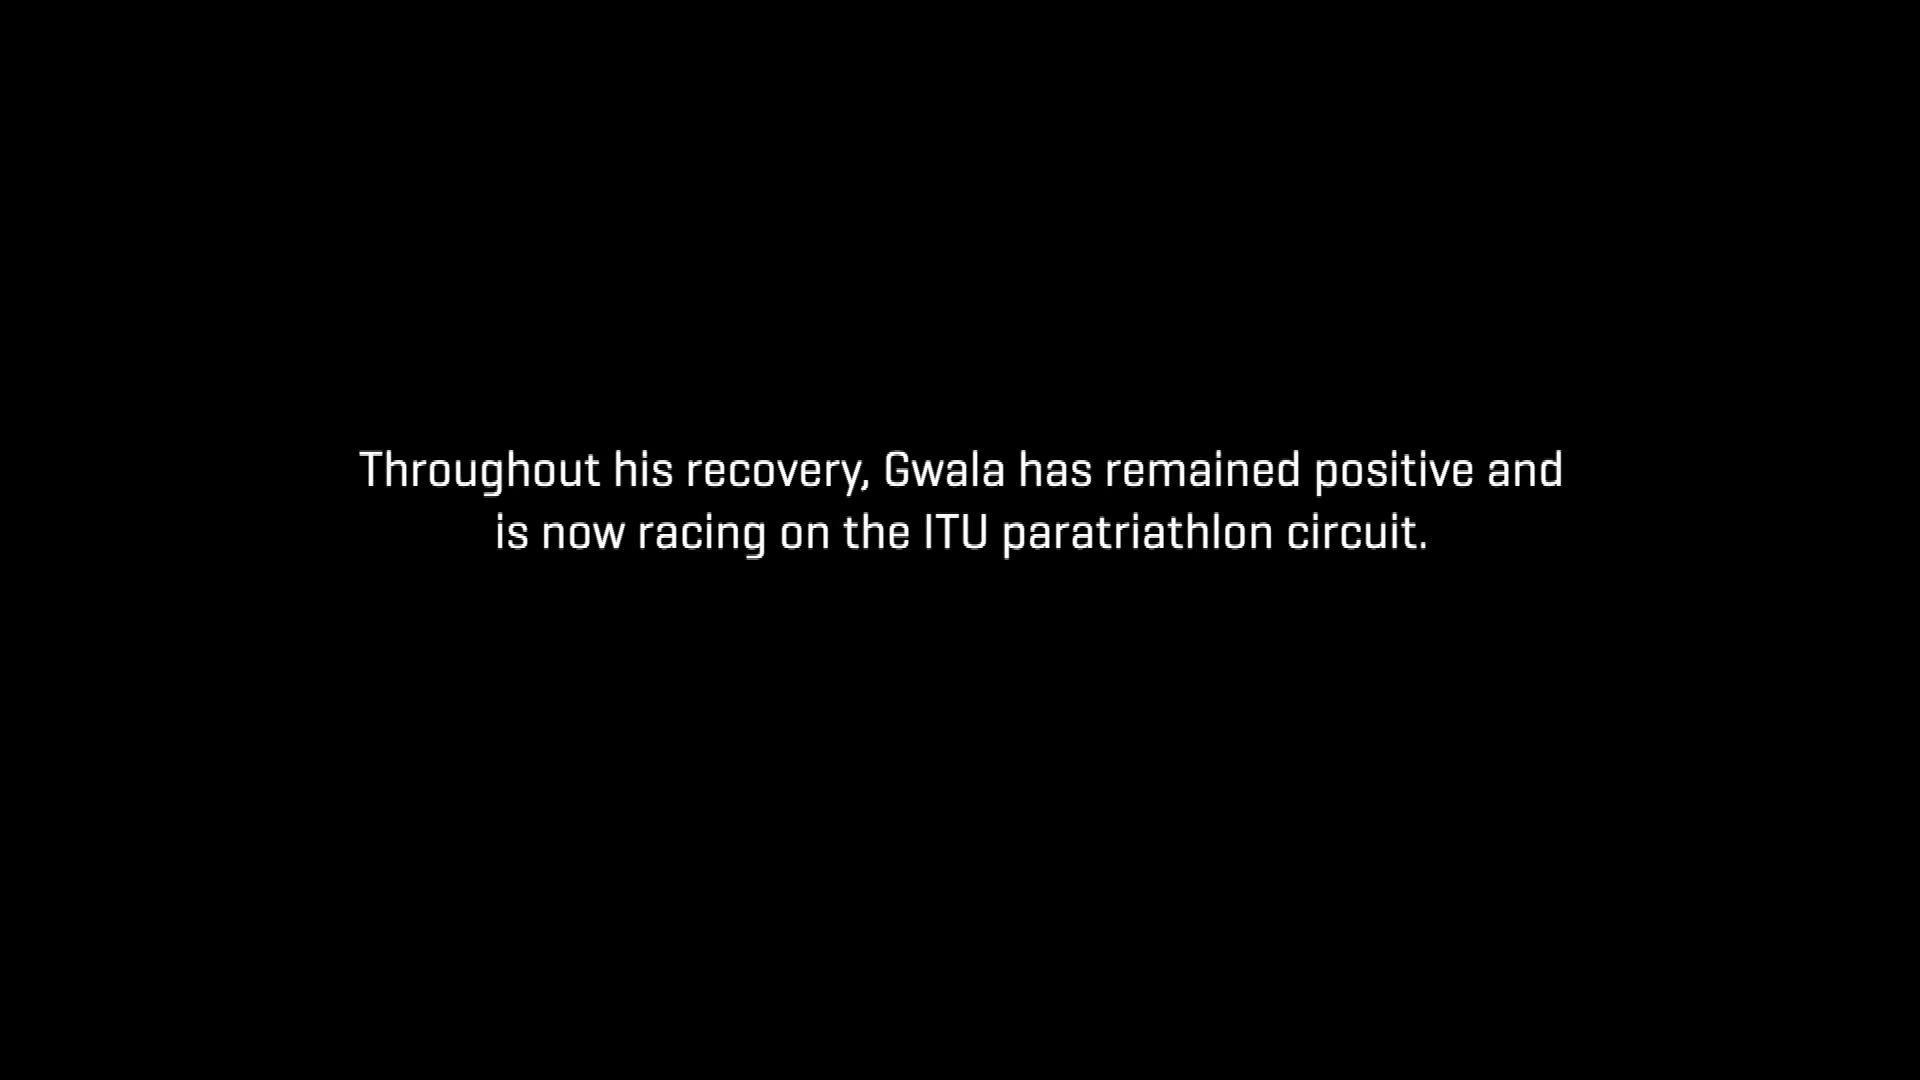 Throughout his recovery, Gwala has remained positive and
is now racing on the ITU paratriathlon circuit.